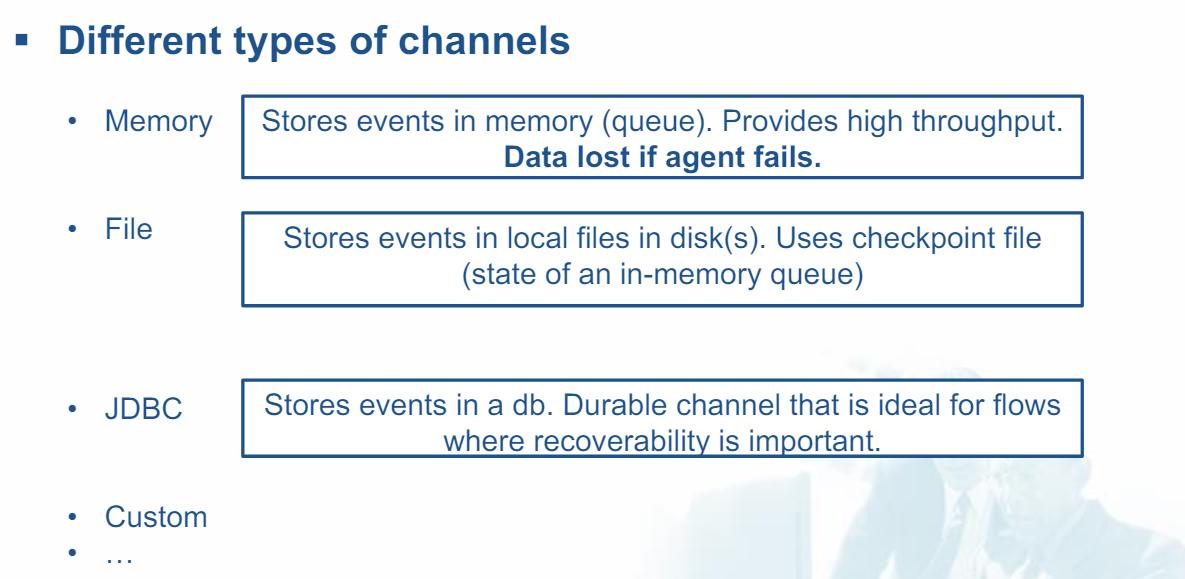 ▪ Different types of channels
• Memory
Stores events in memory (queue). Provides high throughput.
Data lost if agent fails.
• File
Stores events in local files in disk(s). Uses checkpoint file
(state of an in-memory queue)
• JDBC
Stores events in a db. Durable channel that is ideal for flows
where recoverability is important.
• Custom
• …